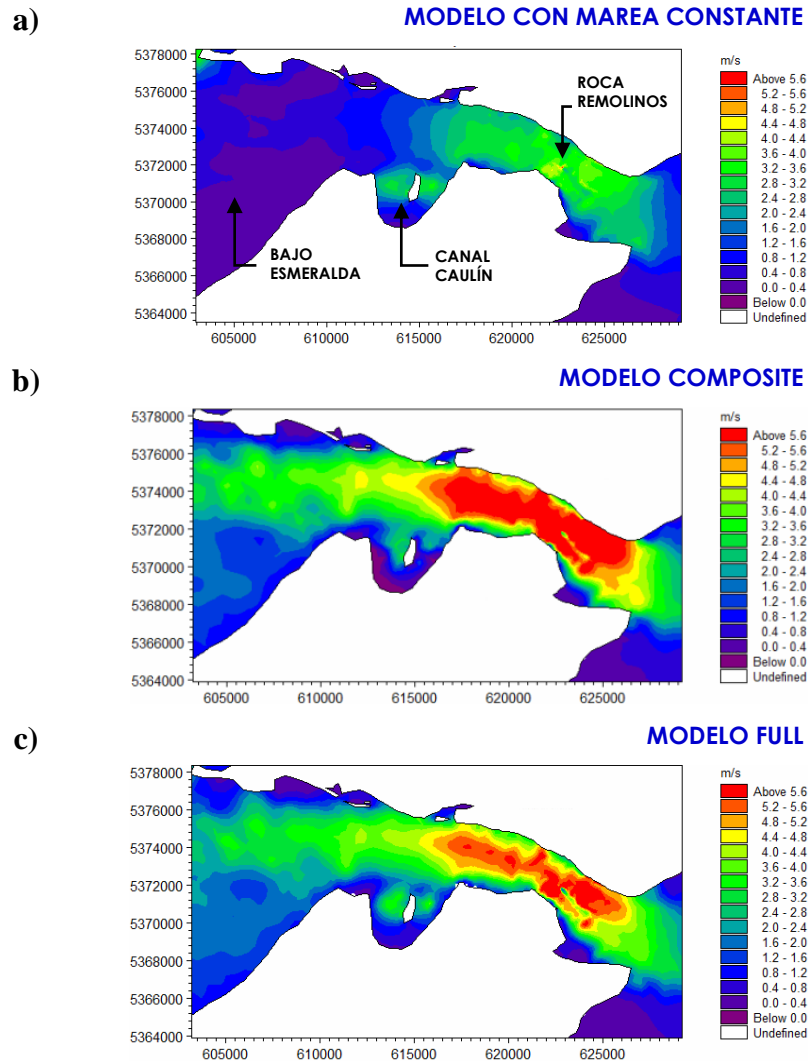 a)
MODELO CON MAREA CONSTANTE
5378000
5376000
5374000
5372000
5370000
5368000
5366000
5364000
605000 610000 615000 620000 625000
ROCA
REMOLINOS
BAJO
ESMERALDA
CANAL
CAULÍN
m/s
Above 5.6
5.2 - 5.6
4.8 - 5.2
4.4 - 4.8
4.0 - 4.4
3.6 - 4.0
3.2 - 3.6
2.8 - 3.2
2.4 - 2.8
2.0 - 2.4
1.6 - 2.0
1.2 - 1.6
0.8 - 1.2
0.4 - 0.8
0.0 - 0.4
Below 0.0
Undefined
b)
MODELO COMPOSITE
5378000
5376000
5374000
5372000
5370000
5368000
5366000
5364000
605000 610000 615000 620000 625000
m/s
Above 5.6
5.2 - 5.6
4.8 - 5.2
4.4 - 4.8
4.0 - 4.4
3.6 - 4.0
3.2 - 3.6
2.8 - 3.2
2.4 - 2.8
2.0 - 2.4
1.6 - 2.0
1.2 - 1.6
0.8 - 1.2
0.4 - 0.8
0.0 - 0.4
Below 0.0
Undefined
c)
MODELO FULL
5378000
5376000
5374000
5372000
5370000
5368000
5366000
5364000
605000 610000 615000 620000 625000
m/s
Above 5.6
5.2 - 5.6
4.8 - 5.2
4.4 - 4.8
4.0 - 4.4
3.6 - 4.0
3.2 - 3.6
2.8 - 3.2
2.4 - 2.8
2.0 - 2.4
1.6 - 2.0
1.2 - 1.6
0.8 - 1.2
0.4 - 0.8
0.0 - 0.4
Below 0.0
Undefined